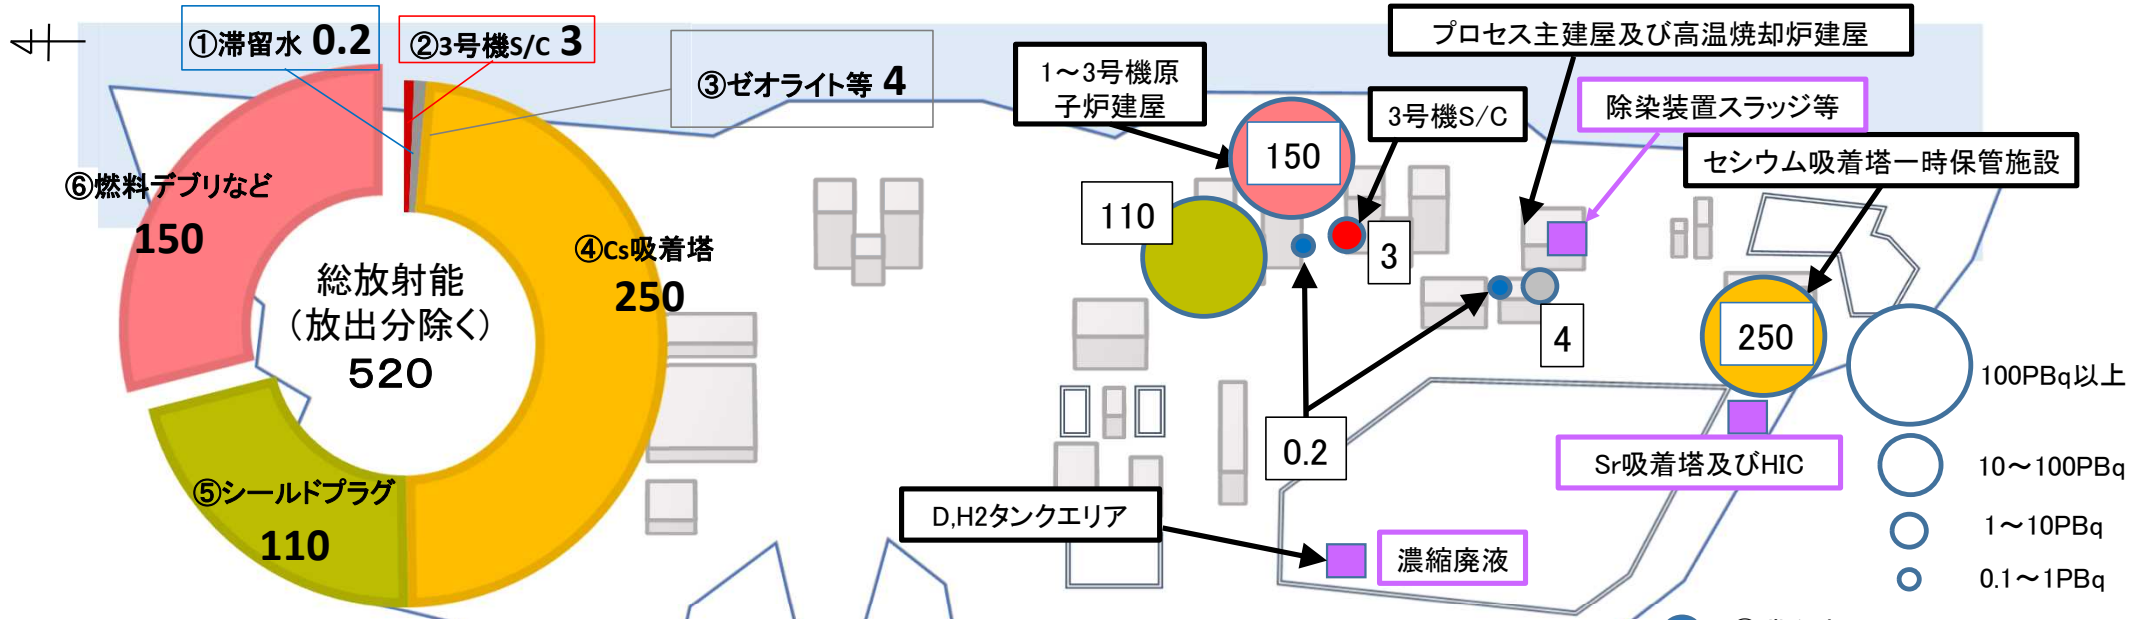 ①滞留水 0.2
②3号機S/C 3
③ゼオライト等 4
⑥燃料デブリなど
150
④Cs吸着塔
250
総放射能
(放出分除く)
520
⑤シールドプラグ
110
プロセス主建屋及び高温焼却炉建屋
1～3号機原
子炉建屋
3号機S/C
除染装置スラッジ等
セシウム吸着塔一時保管施設
150
110
3
4
250
0.2
100PBq以上
10～100PBq
1～10PBq
0.1～1PBq
Sr吸着塔及びHIC
D,H2タンクエリア
濃縮廃液